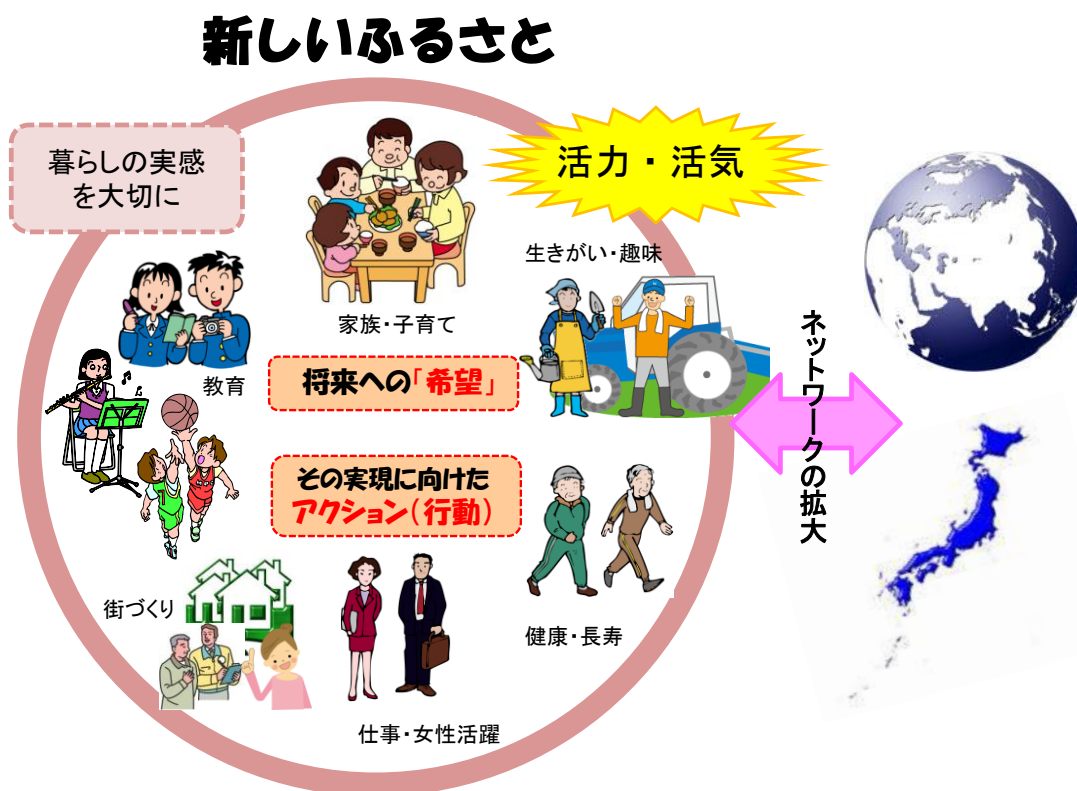 新しいふるさと
暮らしの実感
を大切に
活力・活気
生きがい・趣味
家族・子育て
教育
将来への「希望」
その実現に向けた
アクション(行動)
街づくり
健康・長寿
仕事・女性活躍
ネットワークの拡大